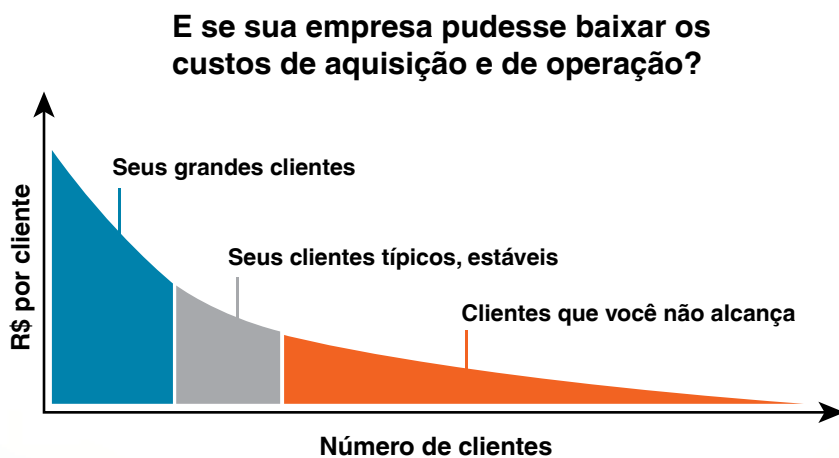 E se sua empresa pudesse baixar os
custos de aquisição e de operação?
Seus grandes clientes
Seus clientes típicos, estáveis
Clientes que você não alcança
R$ por cliente
Número de clientes